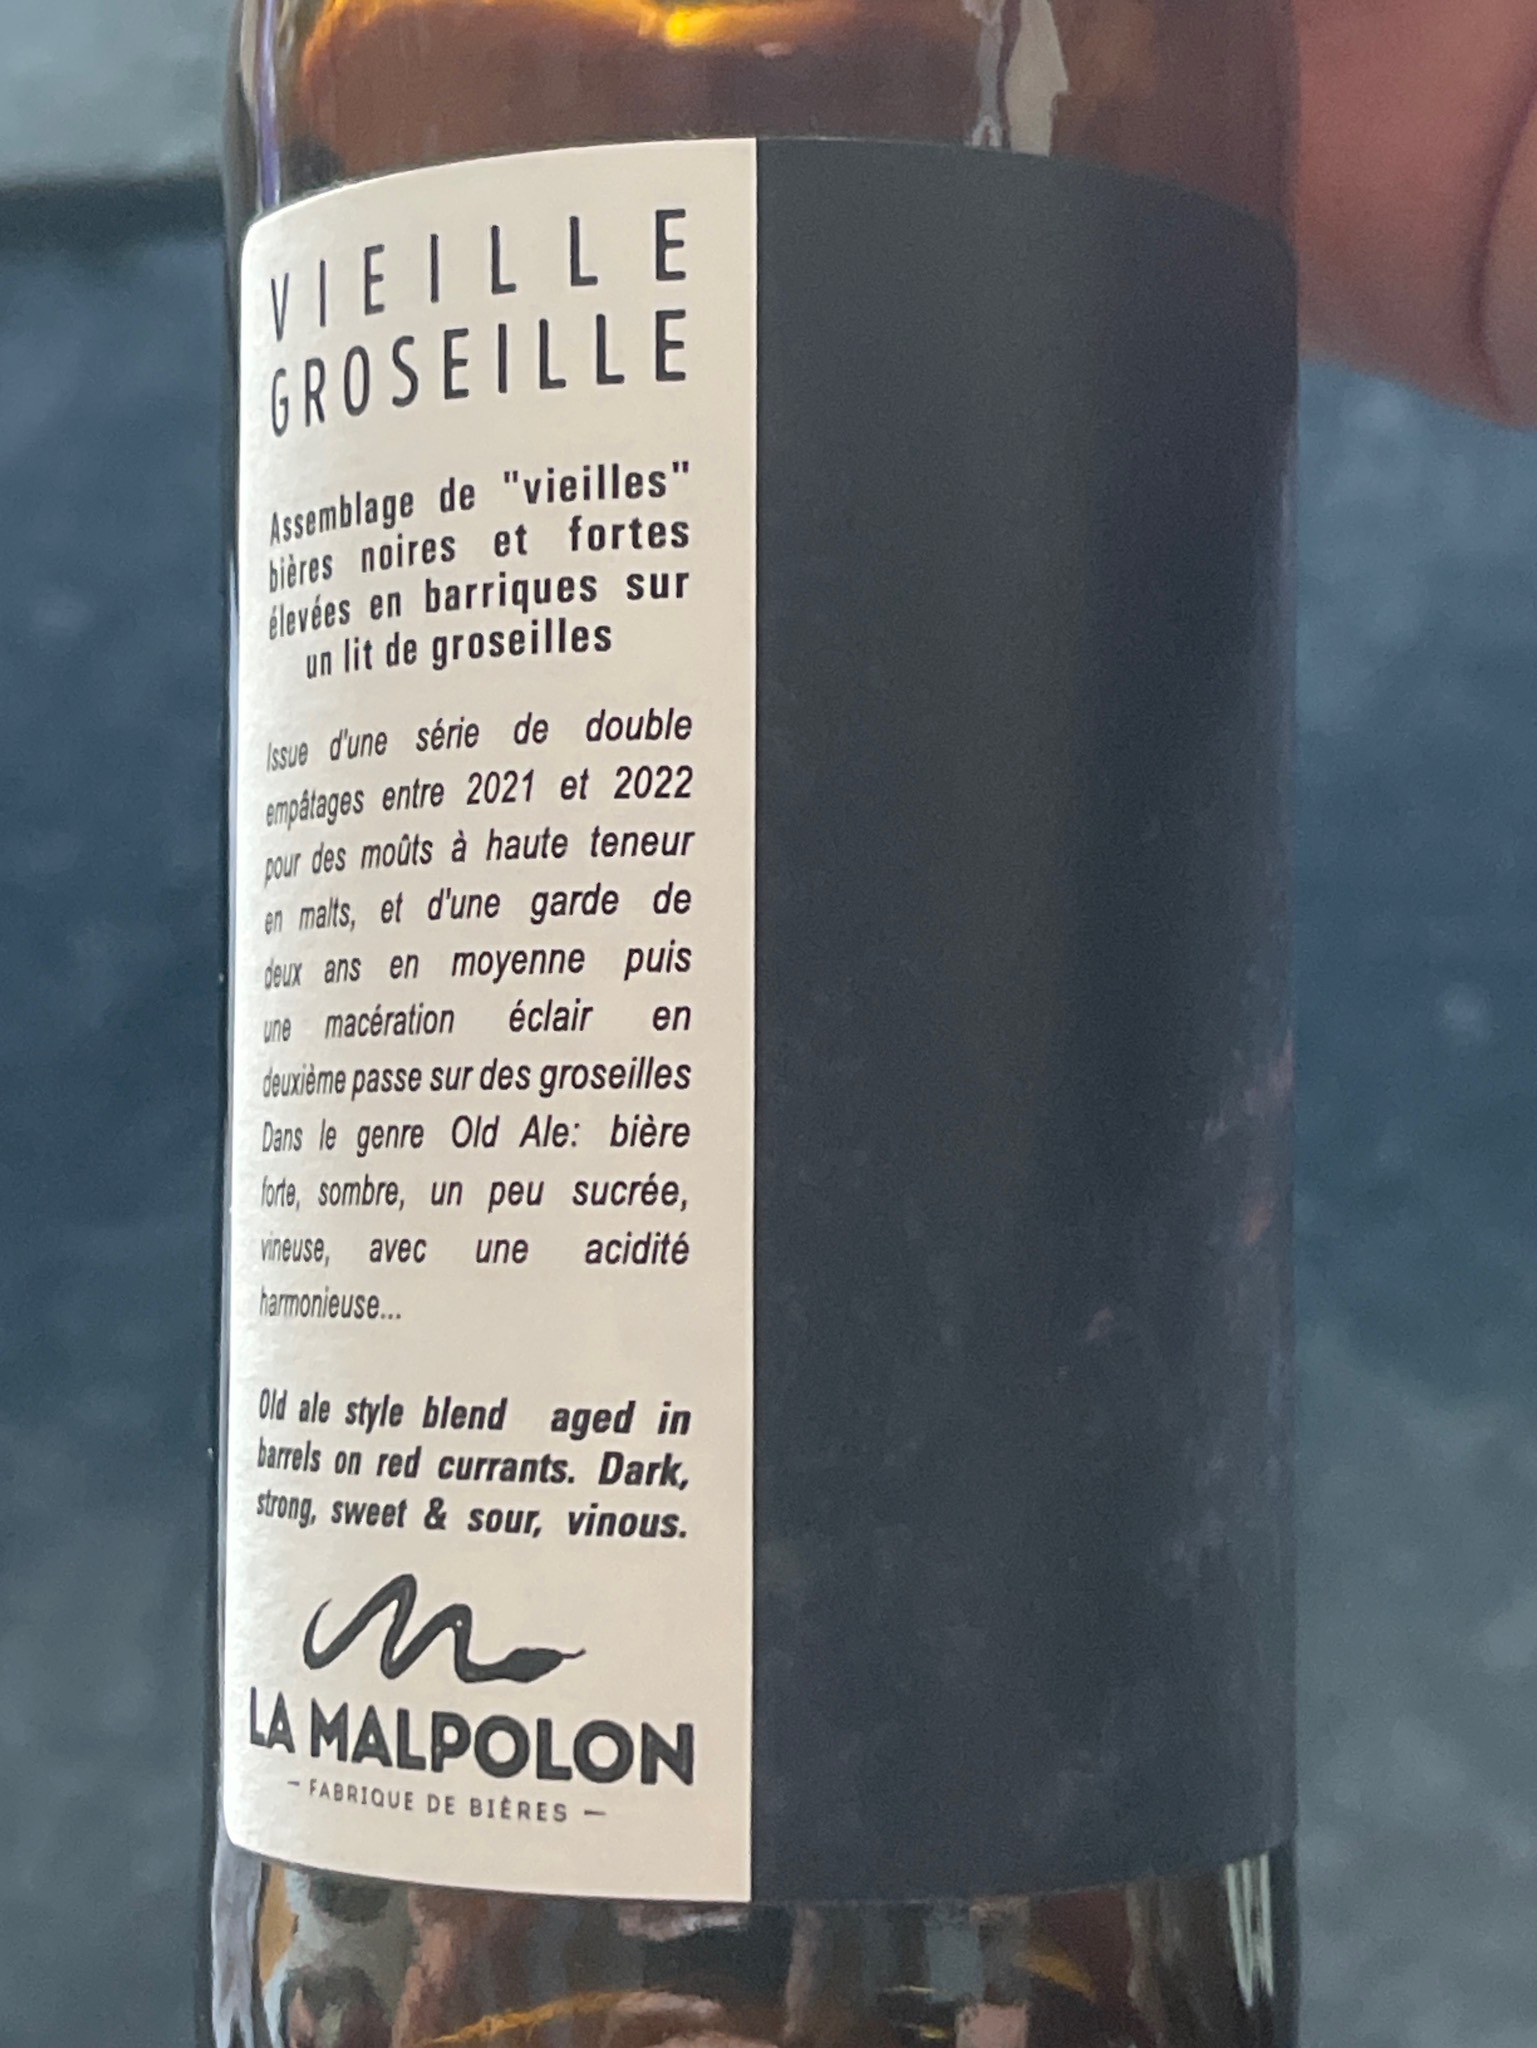 VIEILLE
GROSEILLE
Assemblage de "vieilles"
bières noires et fortes
élevées en barriques sur
un lit de groseilles
Issue d'une série de double
empâtages entre 2021 et 2022
pour des moûts à haute teneur
en malts, et d'une garde de
deux ans en moyenne puis
une macération éclair en
deuxième passe sur des groseilles
Dans le genre Old Ale: bière
forte, sombre, un peu sucrée,
vineuse, avec une acidité
harmonieuse...
Old ale style blend aged in
barrels on red currants. Dark,
strong, sweet & sour, vinous.
LA MALPOLON
— FABRIQUE DE BIÈRES —